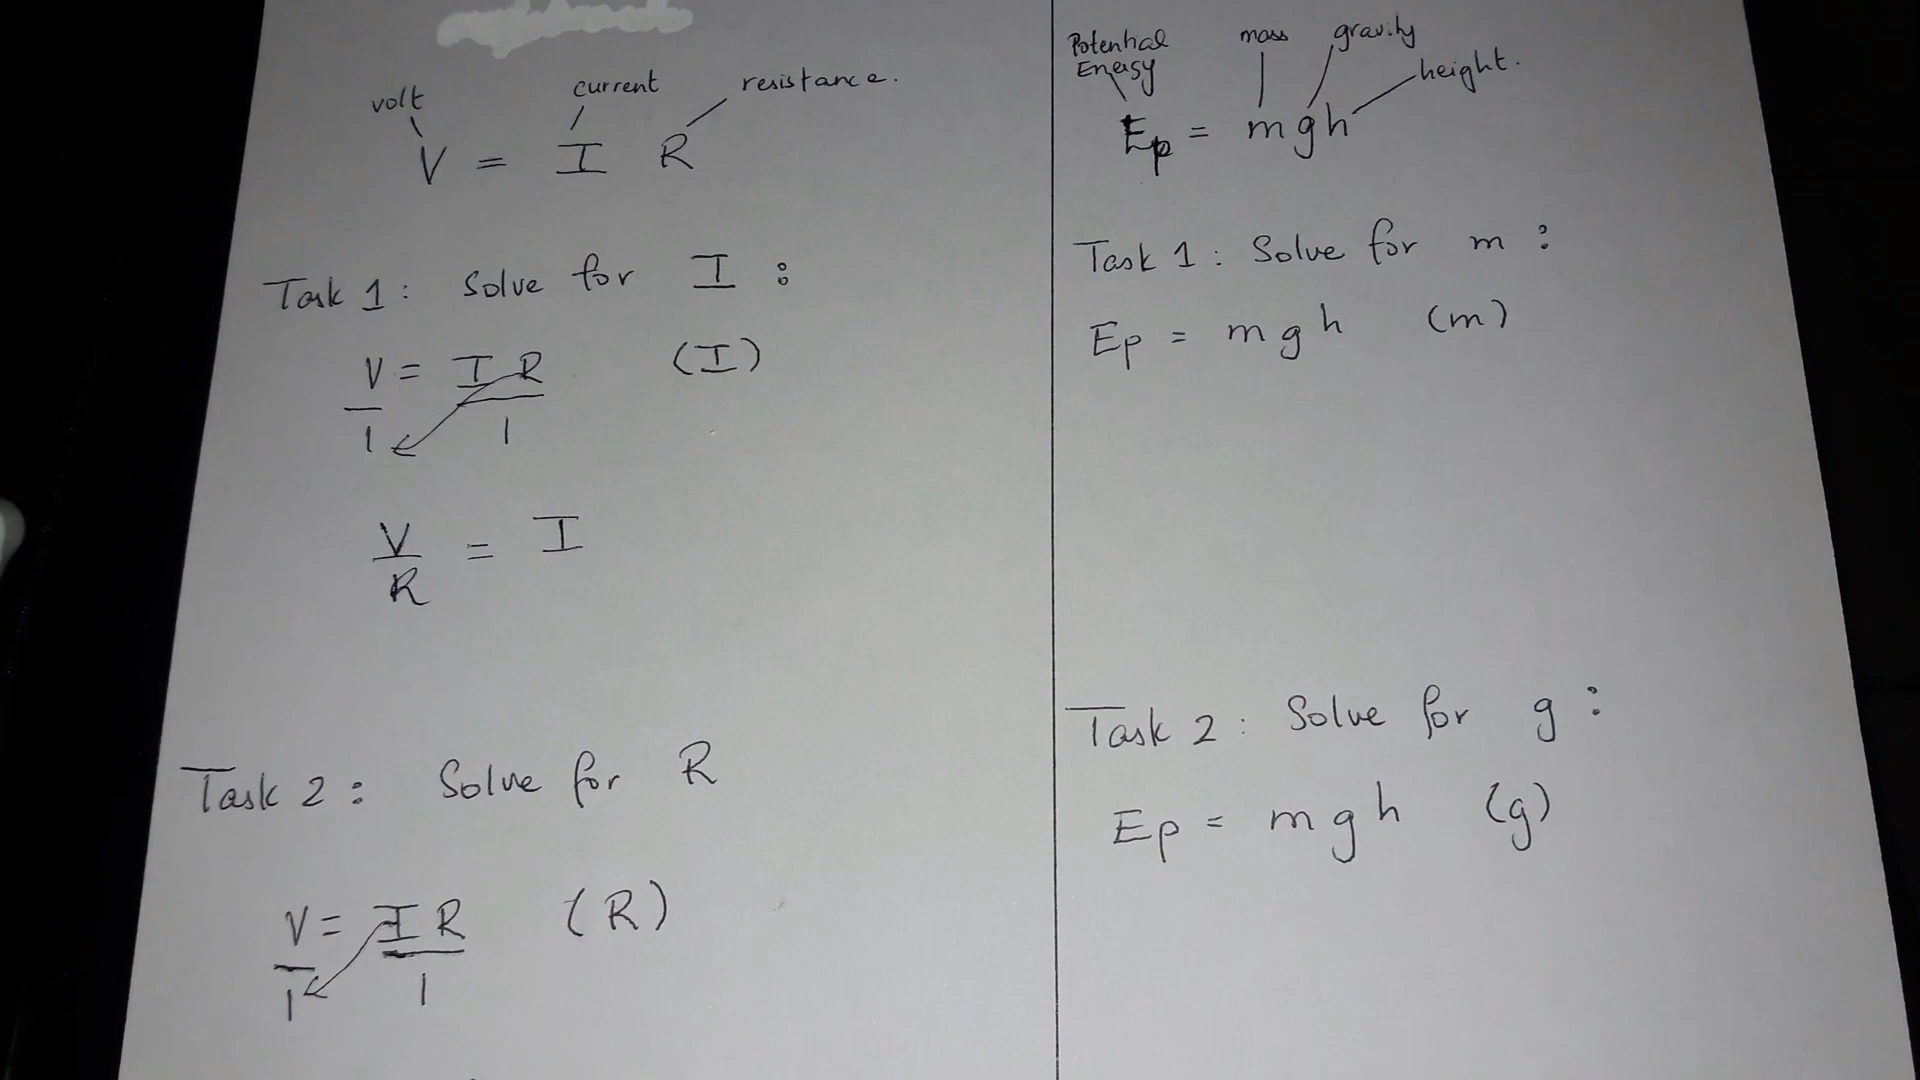 volt current resistance.
V = I R
Task 1: Solve for I :
V = I R (I)
1 1
V = I
R
Task 2: Solve for R
V = I R (R)
1 1
Potential mass gravity
Energy height.
Ep = mgh
Task 1: Solve for m :
Ep = mgh (m)
Task 2: Solve for g :
Ep = mgh (g)